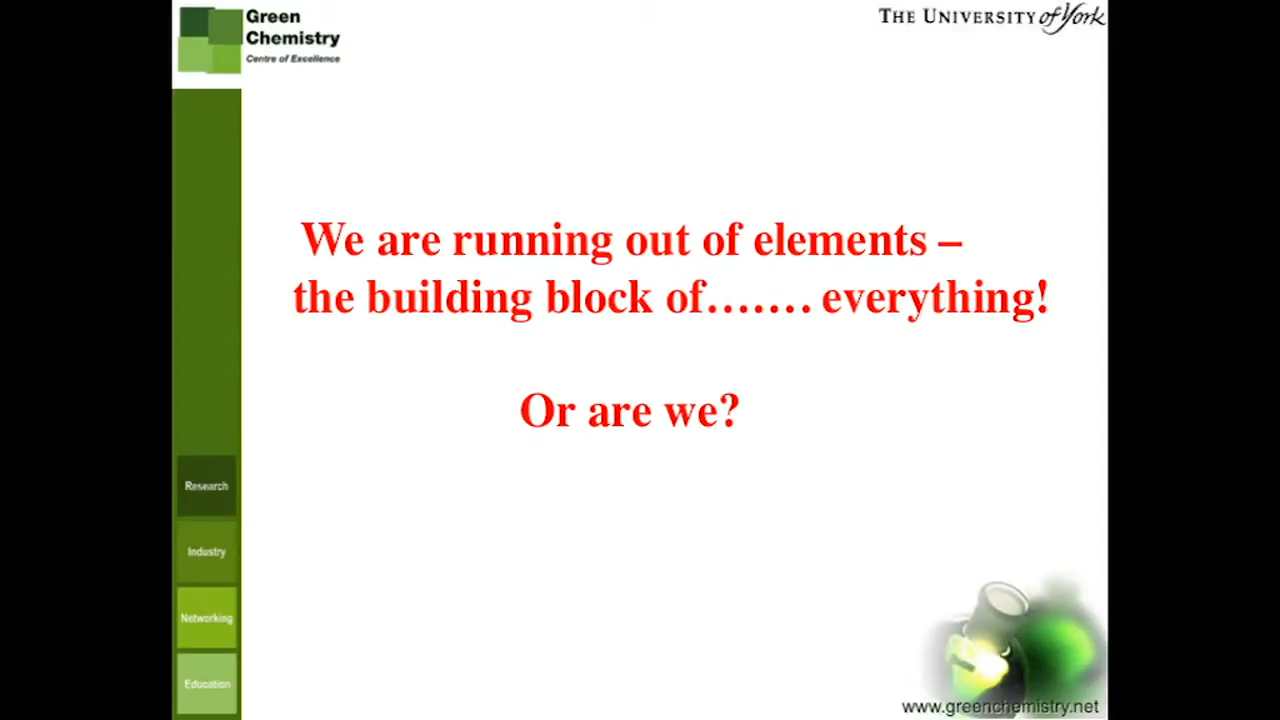 Green
Chemistry
Centre of Excellence
THE UNIVERSITY of York
We are running out of elements –
the building block of……. everything!
Or are we?
Research
Industry
Networking
Education
www.greenchemistry.net